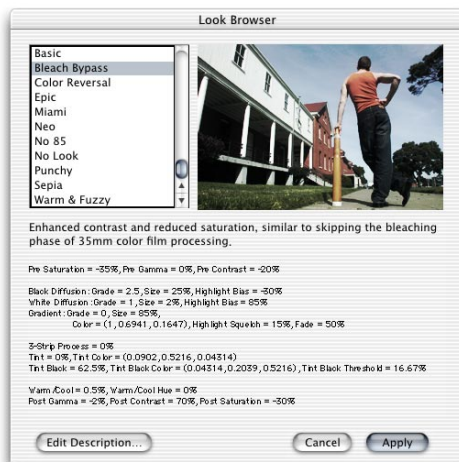 Look Browser
Basic
Bleach Bypass
Color Reversal
Epic
Miami
Neo
No 85
No Look
Punchy
Sepia
Warm & Fuzzy
Enhanced contrast and reduced saturation, similar to skipping the bleaching
phase of 35mm color film processing.
Pre Saturation = -35%, Pre Gamma = 0%, Pre Contrast = -20%
Black Diffusion: Grade = 2.5, Size = 25%, Highlight Bias = -30%
White Diffusion: Grade = 1, Size = 2%, Highlight Bias = 85%
Gradient: Grade = 0, Size = 85%,
Color = (1, 0.6941, 0.1647), Highlight Squelch = 15%, Fade = 50%
3-Strip Process = 0%
Tint = 0%, Tint Color = (0.0902, 0.5216, 0.04314)
Tint Black = 62.5%, Tint Black Color = (0.04314, 0.2039, 0.5216), Tint Black Threshold = 16.67%
Warm/Cool = 0.5%, Warm/Cool Hue = 0%
Post Gamma = -2%, Post Contrast = 70%, Post Saturation = -30%
Edit Description...
Cancel
Apply